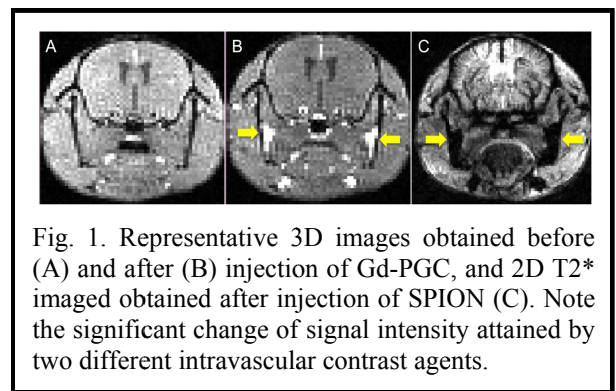 A B C
Fig. 1. Representative 3D images obtained before
(A) and after (B) injection of Gd-PGC, and 2D T2*
imaged obtained after injection of SPION (C). Note
the significant change of signal intensity attained by
two different intravascular contrast agents.